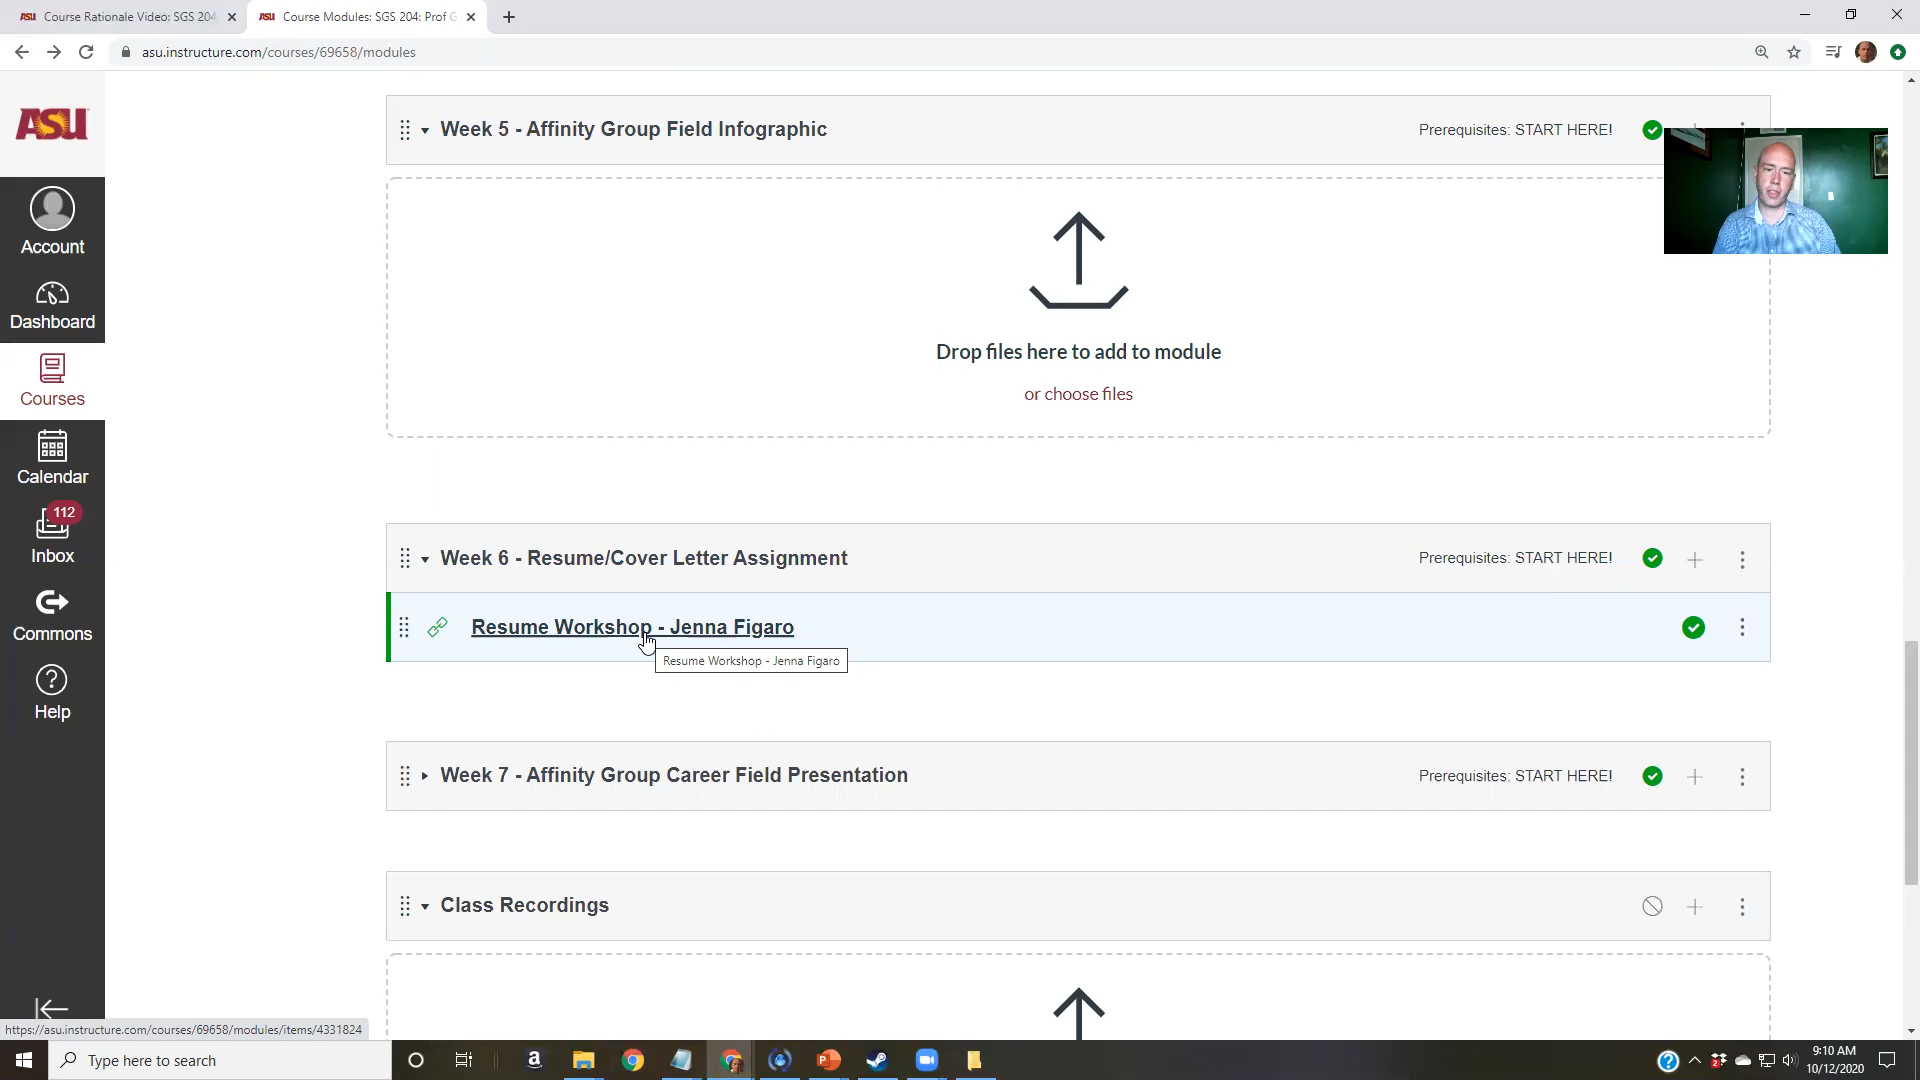 Course Rationale Video: SGS 204
Course Modules: SGS 204: Prof G
asu.instructure.com/courses/69658/modules
ASU
Account
Dashboard
Courses
Calendar
112
Inbox
Commons
Help
Week 5 - Affinity Group Field Infographic
Prerequisites: START HERE!
Drop files here to add to module
or choose files
Week 6 - Resume/Cover Letter Assignment
Prerequisites: START HERE!
Resume Workshop - Jenna Figaro
Resume Workshop - Jenna Figaro
Week 7 - Affinity Group Career Field Presentation
Prerequisites: START HERE!
Class Recordings
https://asu.instructure.com/courses/69658/modules/items/4331824
Type here to search
9:10 AM
10/12/2020